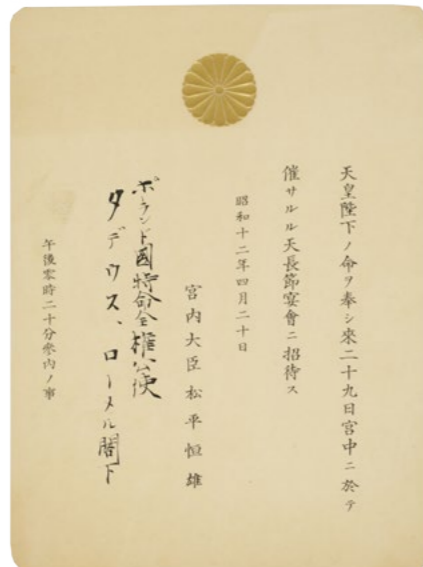 天皇陛下ノ命ヲ奉シ來二十九日宮中ニ於テ
催サルル天長節宴會ニ招待ス
昭和十二年四月二十日
宮内大臣松平恒雄
ポーランド國特命全權公使
タデウス、ローメル閣下
午後零時二十分参内ノ事